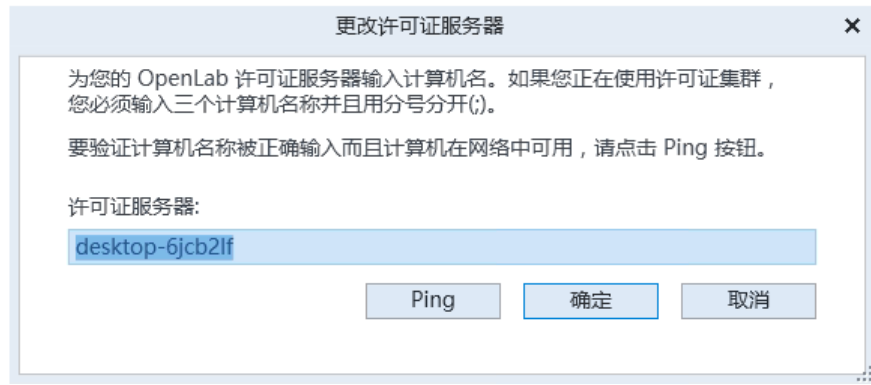 更改许可证服务器
为您的 OpenLab 许可证服务器输入计算机名。如果您正在使用许可证集群，
您必须输入三个计算机名称并且用分号分开(;)。
要验证计算机名称被正确输入而且计算机在网络中可用，请点击 Ping 按钮。
许可证服务器:
desktop-6jcb2lf
Ping 确定 取消